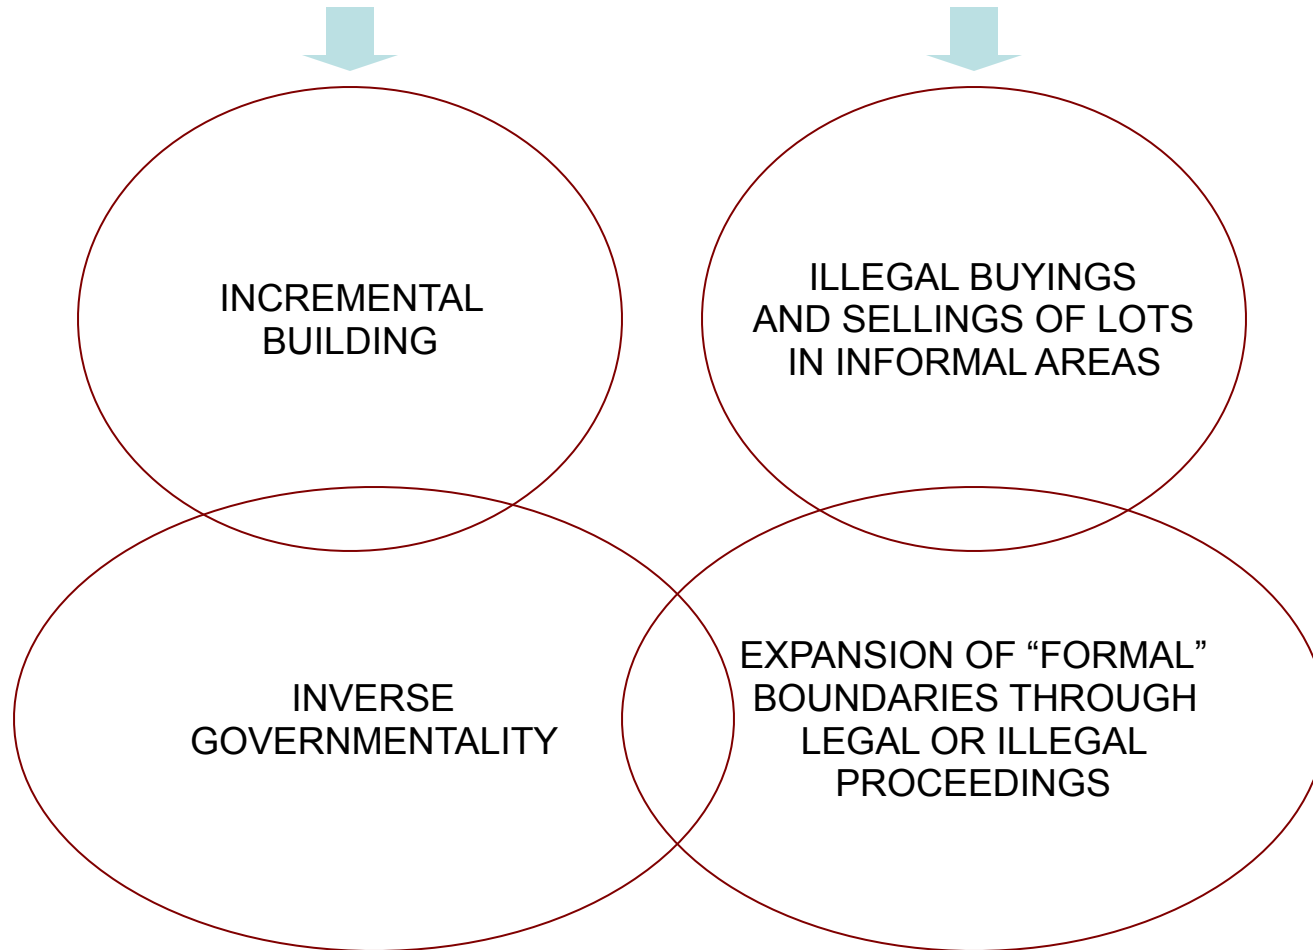 INCREMENTAL
BUILDING
ILLEGAL BUYINGS
AND SELLINGS OF LOTS
IN INFORMAL AREAS
INVERSE
GOVERNMENTALITY
EXPANSION OF “FORMAL”
BOUNDARIES THROUGH
LEGAL OR ILLEGAL
PROCEEDINGS